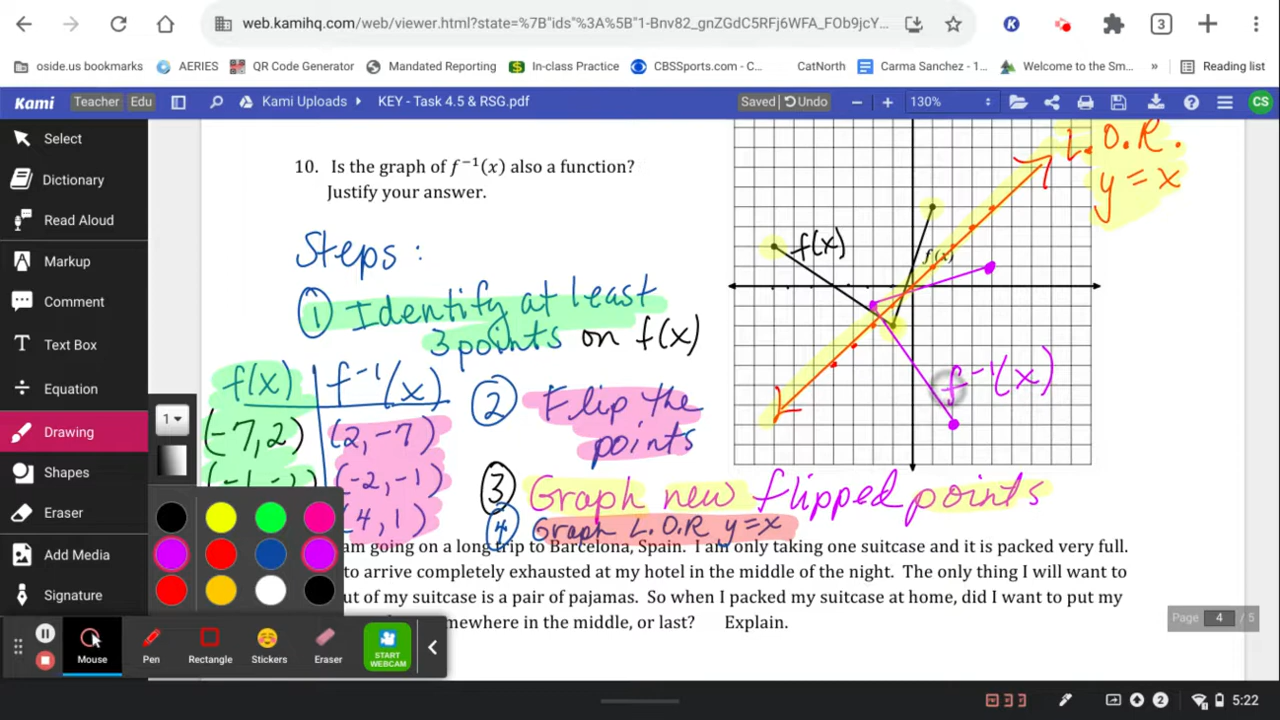 web.kamihq.com/web/viewer.html?state=%7B"ids"%3A%5B"1-Bnv82_gnZGdC5RFj6WFA_FOb9jcY...
3
oside.us bookmarks
AERIES
QR Code Generator
Mandated Reporting
In-class Practice
CBSSports.com - C...
CatNorth
Carma Sanchez - 1...
Welcome to the Sm...
»
Reading list
Kami
Teacher
Edu
Kami Uploads
KEY - Task 4.5 & RSG.pdf
Saved
Undo
130%
CS
Select
Dictionary
Read Aloud
Markup
Comment
Text Box
Equation
Drawing
Shapes
Eraser
Add Media
Signature
1
10. Is the graph of f⁻¹(x) also a function?
Justify your answer.
Steps :
① Identify at least
3 points on f(x)
f(x) f⁻¹(x)
(-7, 2) (2, -7)
(-2, -1)
(4, 1)
② Flip the
points
③ Graph new flipped points
④ Graph L.O.R y=x
L.O.R.
y = x
f(x)
f(x)
f⁻¹(x)
am going on a long trip to Barcelona, Spain. I am only taking one suitcase and it is packed very full.
to arrive completely exhausted at my hotel in the middle of the night. The only thing I will want to
ut of my suitcase is a pair of pajamas. So when I packed my suitcase at home, did I want to put my
mewhere in the middle, or last? Explain.
Page 4 / 5
Mouse
Pen
Rectangle
Stickers
Eraser
START
WEBCAM
2
5:22